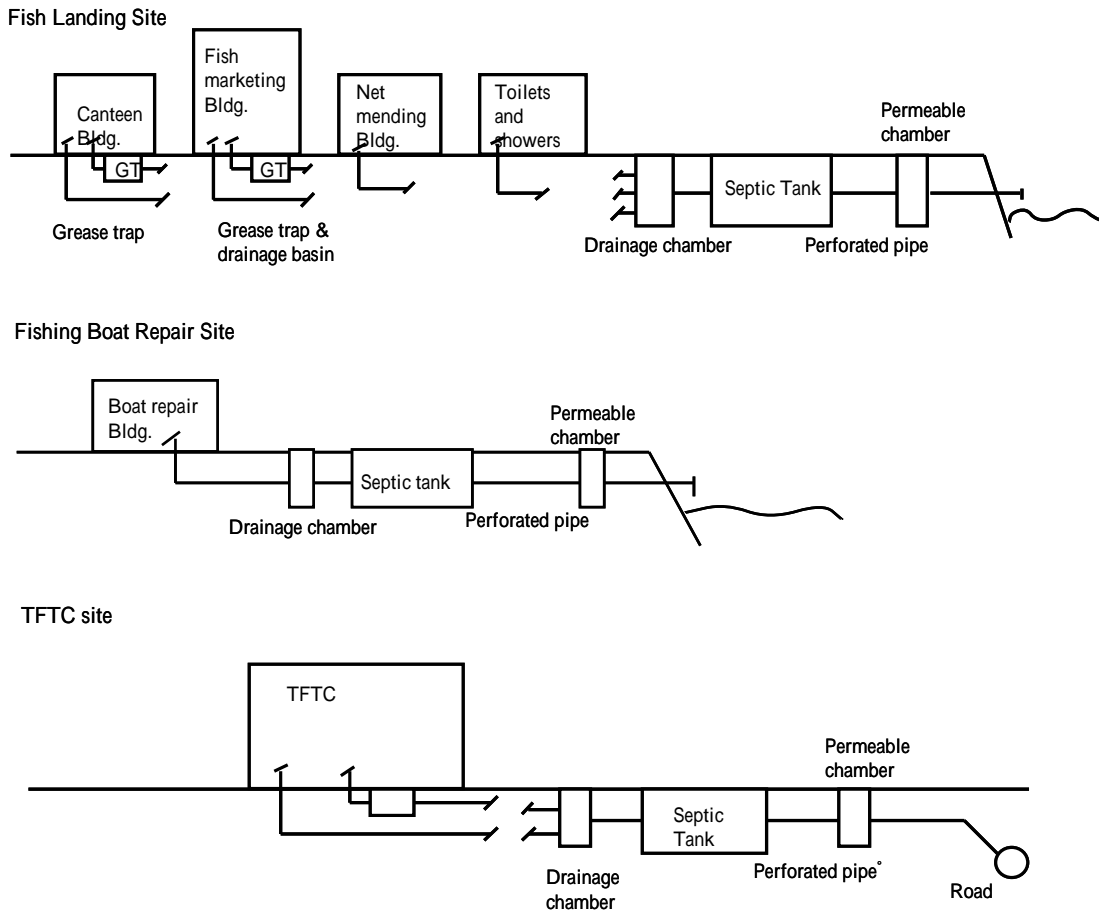 Fish Landing Site
Canteen
Bldg.
Fish
marketing
Bldg.
Net
mending
Bldg.
Toilets
and
showers
Permeable
chamber
GT
GT
Septic Tank
Grease trap
Grease trap &
drainage basin
Drainage chamber
Perforated pipe
Fishing Boat Repair Site
Boat repair
Bldg.
Permeable
chamber
Septic tank
Drainage chamber
Perforated pipe
TFTC site
TFTC
Permeable
chamber
Septic
Tank
Drainage
chamber
Perforated pipe°
Road